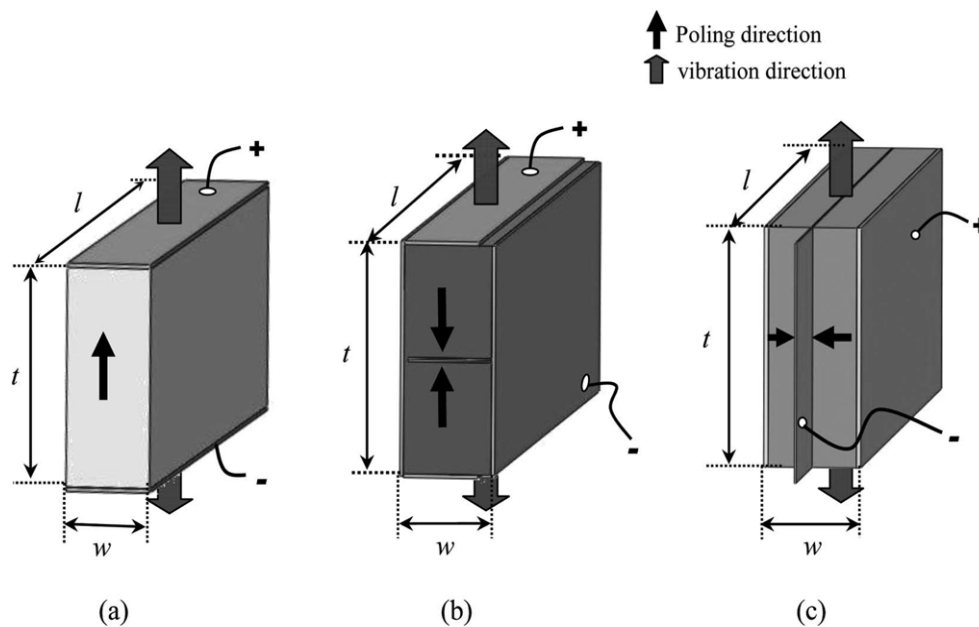 Poling direction
vibration direction
+
l
t
-
w
+
l
t
-
w
+
l
t
-
w
(a)
(b)
(c)